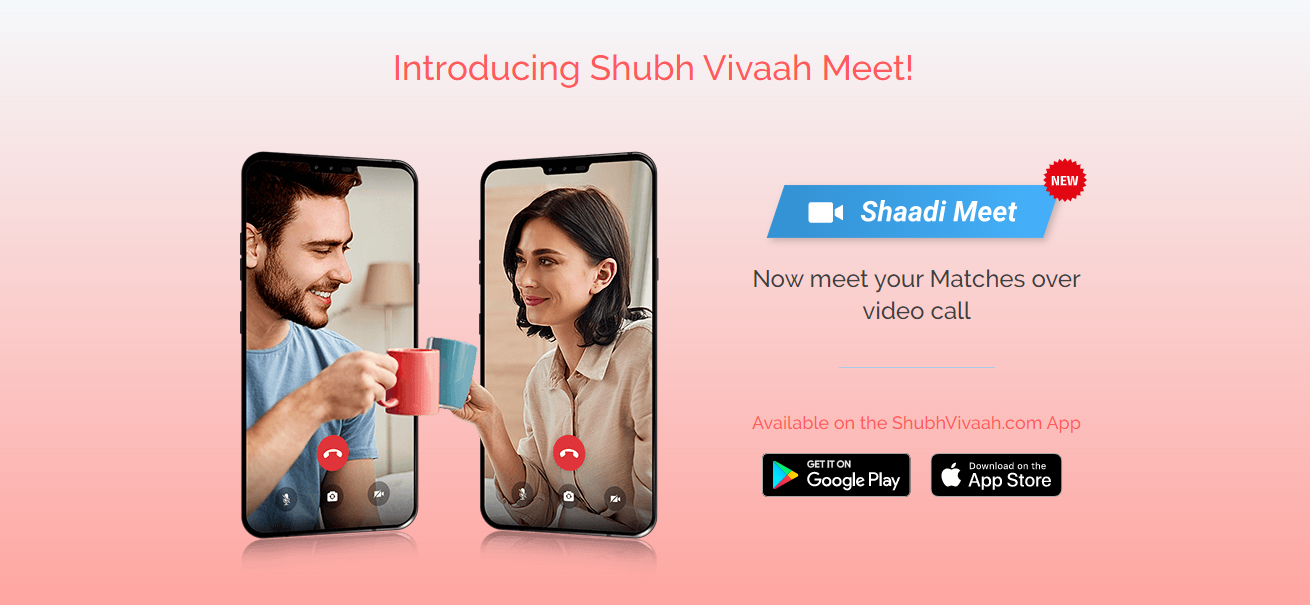 Introducing Shubh Vivaah Meet!
NEW
Shaadi Meet
Now meet your Matches over
video call
Available on the ShubhVivaah.com App
GET IT ON
Google Play
Download on the
App Store